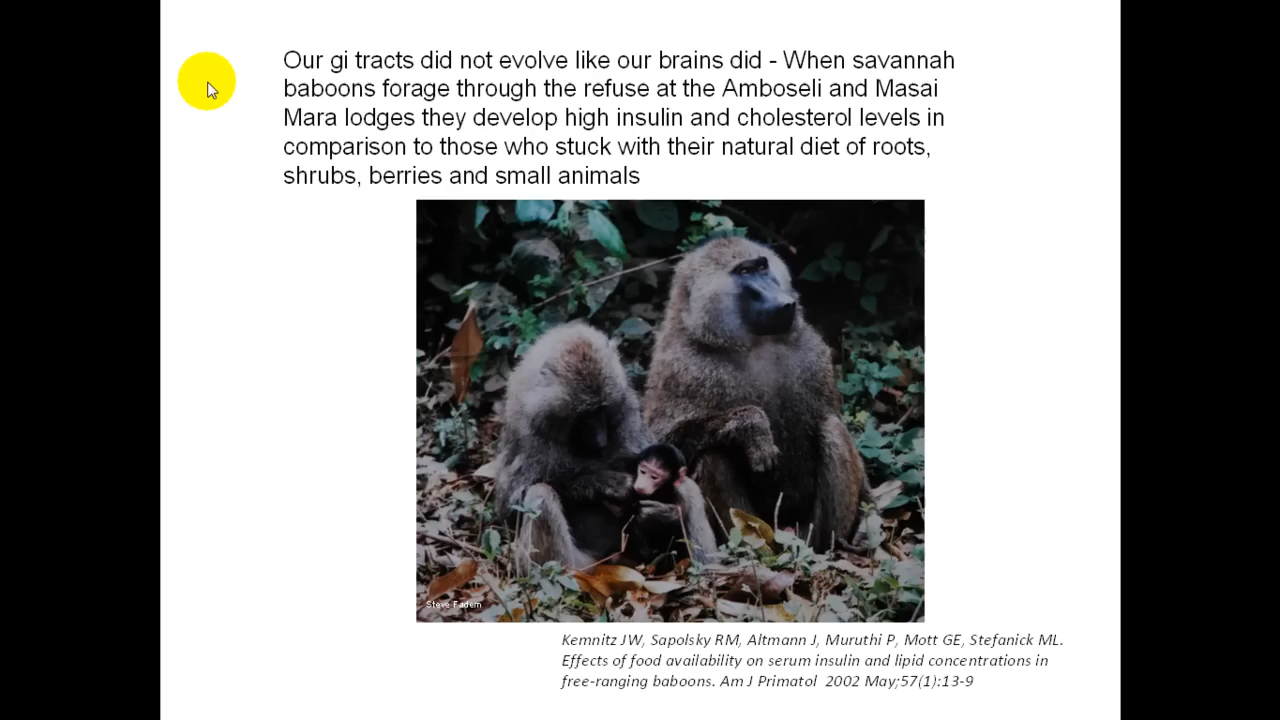 Our gi tracts did not evolve like our brains did - When savannah
baboons forage through the refuse at the Amboseli and Masai
Mara lodges they develop high insulin and cholesterol levels in
comparison to those who stuck with their natural diet of roots,
shrubs, berries and small animals
Steve Fadem
Kemnitz JW, Sapolsky RM, Altmann J, Muruthi P, Mott GE, Stefanick ML.
Effects of food availability on serum insulin and lipid concentrations in
free-ranging baboons. Am J Primatol  2002 May;57(1):13-9